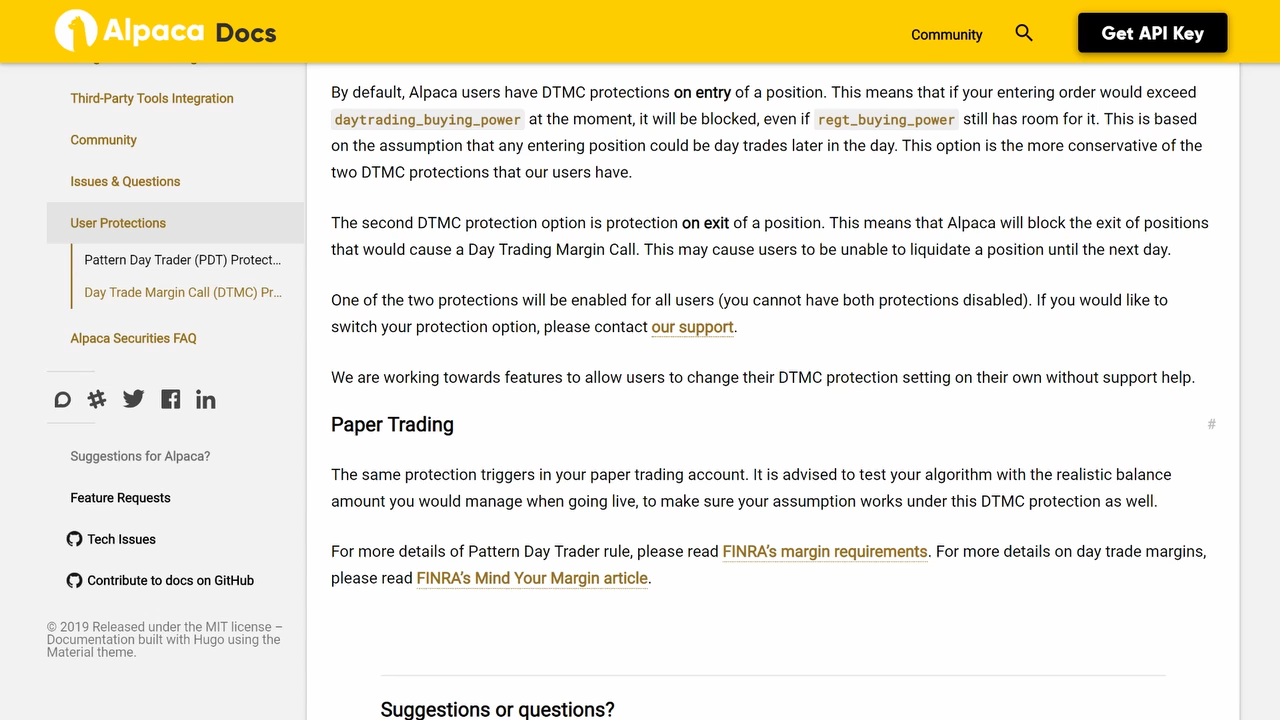 Alpaca Docs
Community
Get API Key
Third-Party Tools Integration
Community
Issues & Questions
User Protections
Pattern Day Trader (PDT) Protect...
Day Trade Margin Call (DTMC) Pr...
Alpaca Securities FAQ
Suggestions for Alpaca?
Feature Requests
Tech Issues
Contribute to docs on GitHub
© 2019 Released under the MIT license –
Documentation built with Hugo using the
Material theme.
By default, Alpaca users have DTMC protections on entry of a position. This means that if your entering order would exceed
daytrading_buying_power at the moment, it will be blocked, even if regt_buying_power still has room for it. This is based
on the assumption that any entering position could be day trades later in the day. This option is the more conservative of the
two DTMC protections that our users have.
The second DTMC protection option is protection on exit of a position. This means that Alpaca will block the exit of positions
that would cause a Day Trading Margin Call. This may cause users to be unable to liquidate a position until the next day.
One of the two protections will be enabled for all users (you cannot have both protections disabled). If you would like to
switch your protection option, please contact our support.
We are working towards features to allow users to change their DTMC protection setting on their own without support help.
Paper Trading
#
The same protection triggers in your paper trading account. It is advised to test your algorithm with the realistic balance
amount you would manage when going live, to make sure your assumption works under this DTMC protection as well.
For more details of Pattern Day Trader rule, please read FINRA's margin requirements. For more details on day trade margins,
please read FINRA's Mind Your Margin article.
Suggestions or questions?